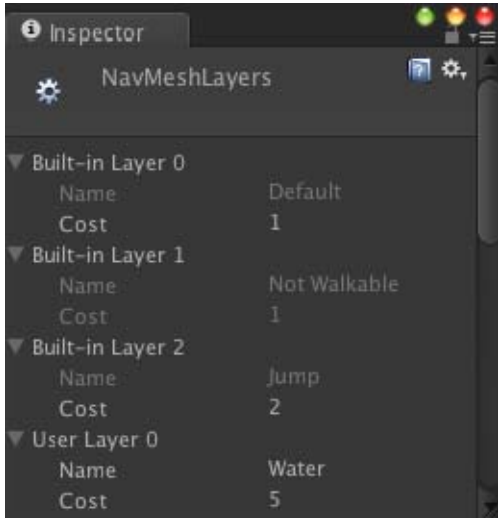 Inspector
NavMeshLayers
Built-in Layer 0
Name Default
Cost 1
Built-in Layer 1
Name Not Walkable
Cost 1
Built-in Layer 2
Name Jump
Cost 2
User Layer 0
Name Water
Cost 5